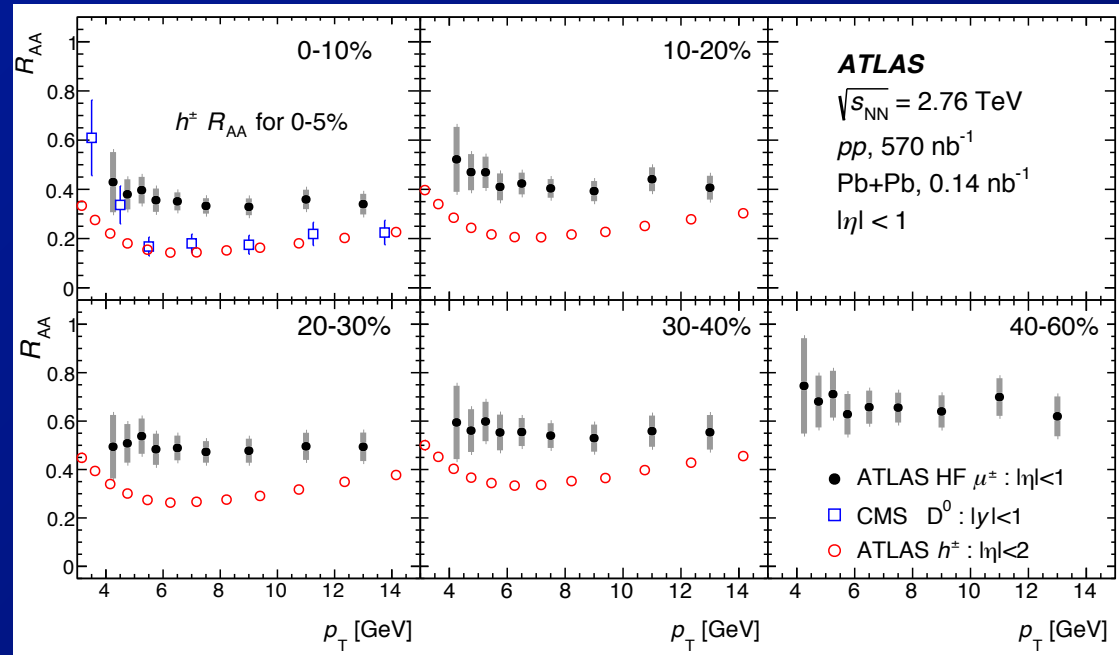 R_AA
1
0.8
0.6
0.4
0.2
0
0-10%
h± R_AA for 0-5%
10-20%
ATLAS
√s_NN = 2.76 TeV
pp, 570 nb⁻¹
Pb+Pb, 0.14 nb⁻¹
|η| < 1
R_AA
1
0.8
0.6
0.4
0.2
0
20-30%
30-40%
40-60%
ATLAS HF μ± : |η|<1
CMS D⁰ : |y|<1
ATLAS h± : |η|<2
4 6 8 10 12 14
4 6 8 10 12 14
4 6 8 10 12 14
p_T [GeV]
p_T [GeV]
p_T [GeV]